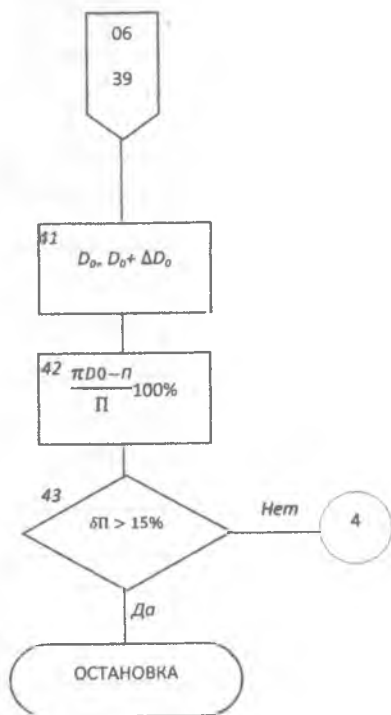 06
39
41
D₀= D₀+ ΔD₀
42
πD0−П
П
100%
43
δП > 15%
Нет
4
Да
ОСТАНОВКА